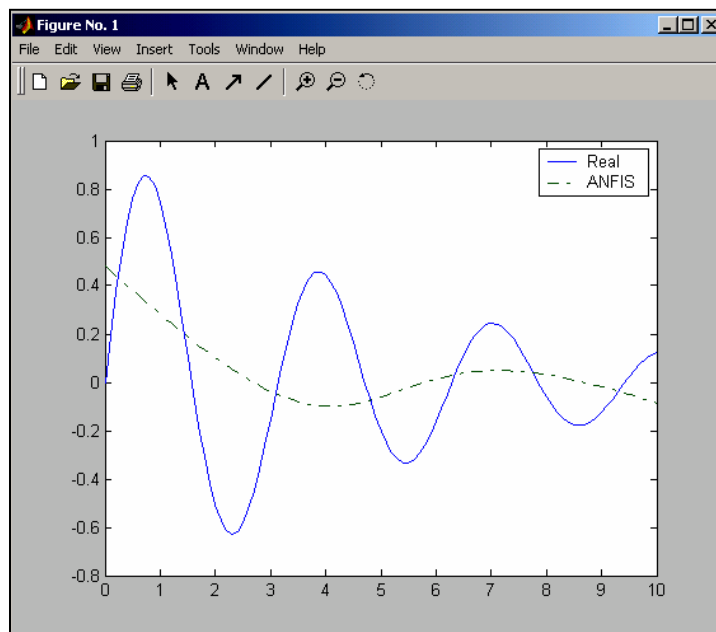 Figure No. 1
File Edit View Insert Tools Window Help
A
Real
ANFIS
1
0.8
0.6
0.4
0.2
0
-0.2
-0.4
-0.6
-0.8
0 1 2 3 4 5 6 7 8 9 10